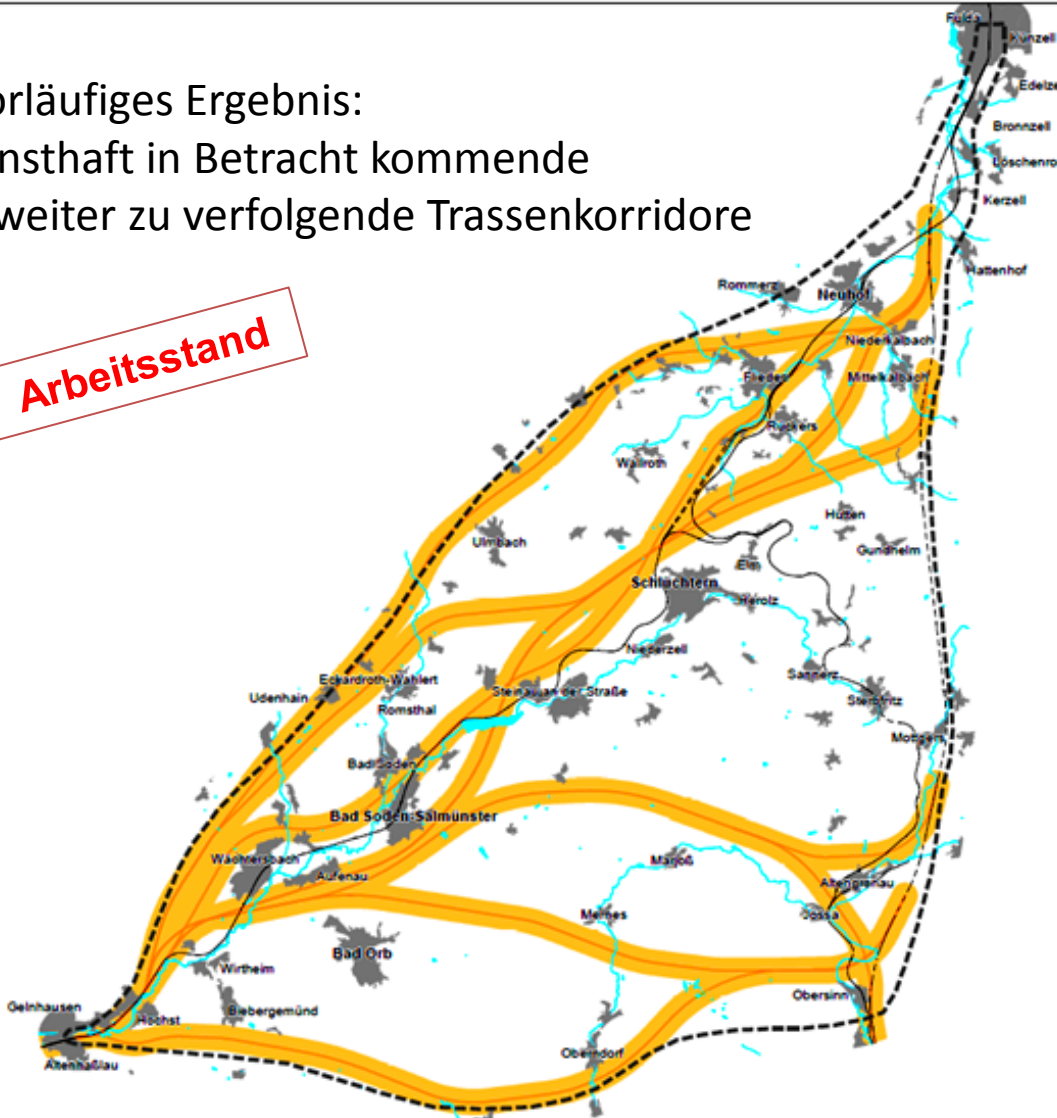 orläufiges Ergebnis:
nsthaft in Betracht kommende
weiter zu verfolgende Trassenkorridore
Arbeitsstand
Fulda
Künzell
Edelze
Bronnzell
Löschenro
Kerzell
Hattenhof
Rommerz
Neuhof
Niederkalbach
Mittelkalbach
Flieden
Rückers
Wallroth
Hutten
Gundhelm
Ulmbach
Elm
Schlüchtern
Herolz
Niederzell
Sannerz
Sterbfritz
Eckardroth-Wahlert
Steinau an der Straße
Udenhain
Romsthal
Mottgers
Bad Soden
Bad Soden-Salmünster
Wächtersbach
Aufenau
Marjoß
Altengronau
Mernes
Jossa
Bad Orb
Wirtheim
Obersinn
Gelnhausen
Höchst
Biebergemünd
Oberndorf
Altenhaßlau